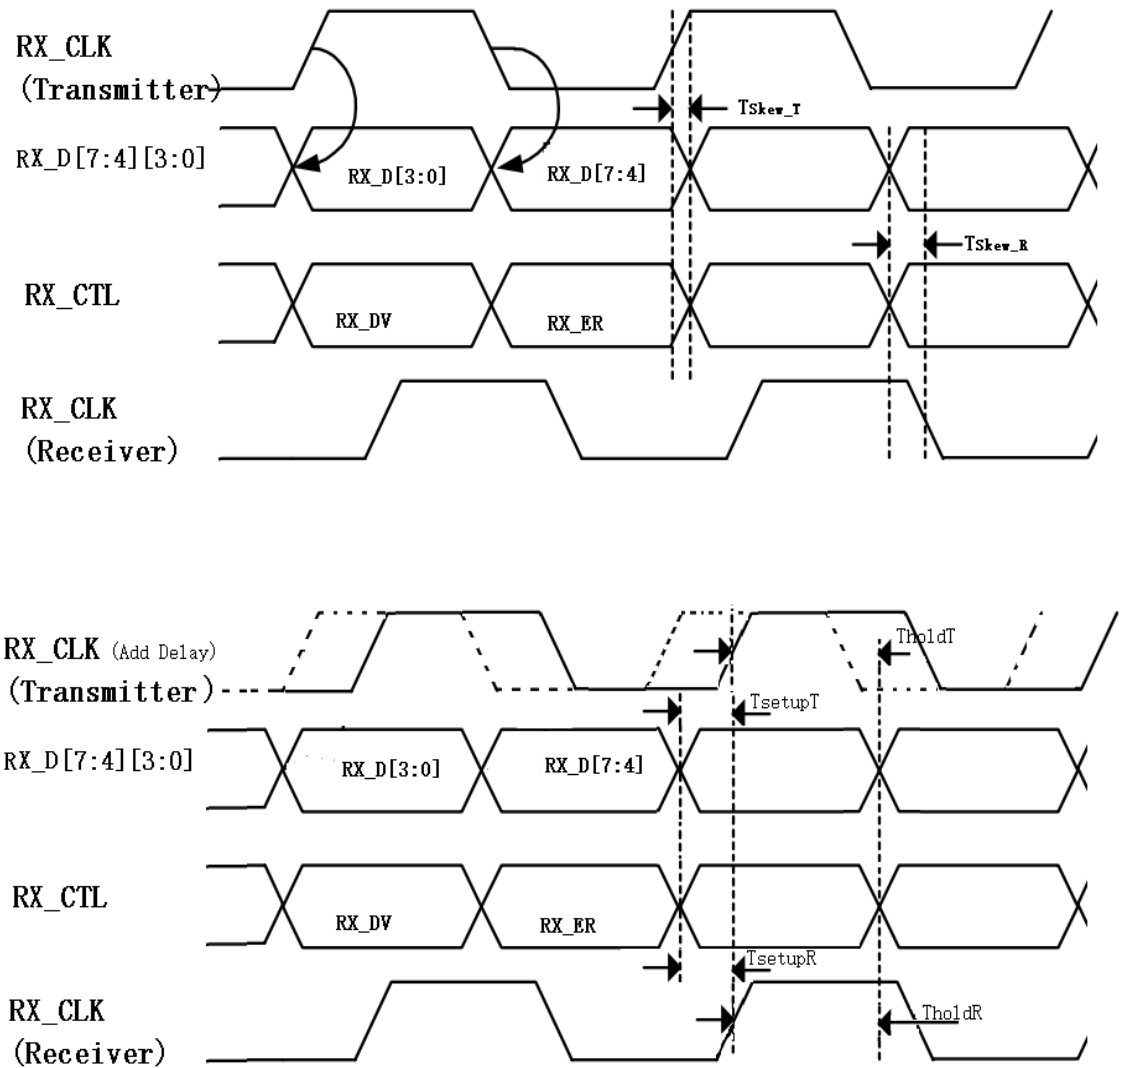 RX_CLK
(Transmitter)
TSkew_T
RX_D[7:4][3:0]
RX_D[3:0]
RX_D[7:4]
TSkew_R
RX_CTL
RX_DV
RX_ER
RX_CLK
(Receiver)
RX_CLK (Add Delay)
(Transmitter)
TholdT
TsetupT
RX_D[7:4][3:0]
RX_D[3:0]
RX_D[7:4]
RX_CTL
RX_DV
RX_ER
TsetupR
RX_CLK
(Receiver)
TholdR